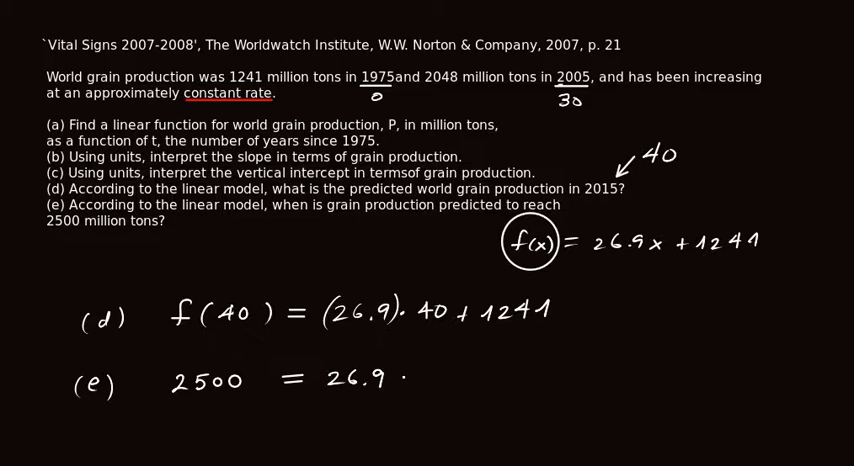 `Vital Signs 2007-2008', The Worldwatch Institute, W.W. Norton & Company, 2007, p. 21
World grain production was 1241 million tons in 1975and 2048 million tons in 2005, and has been increasing
0 30
at an approximately constant rate.
(a) Find a linear function for world grain production, P, in million tons,
as a function of t, the number of years since 1975.
(b) Using units, interpret the slope in terms of grain production.
40
(c) Using units, interpret the vertical intercept in termsof grain production.
(d) According to the linear model, what is the predicted world grain production in 2015?
(e) According to the linear model, when is grain production predicted to reach
2500 million tons?
f(x) = 26.9x + 1241
(d) f(40) = (26.9)· 40 + 1241
(e) 2500 = 26.9 ·